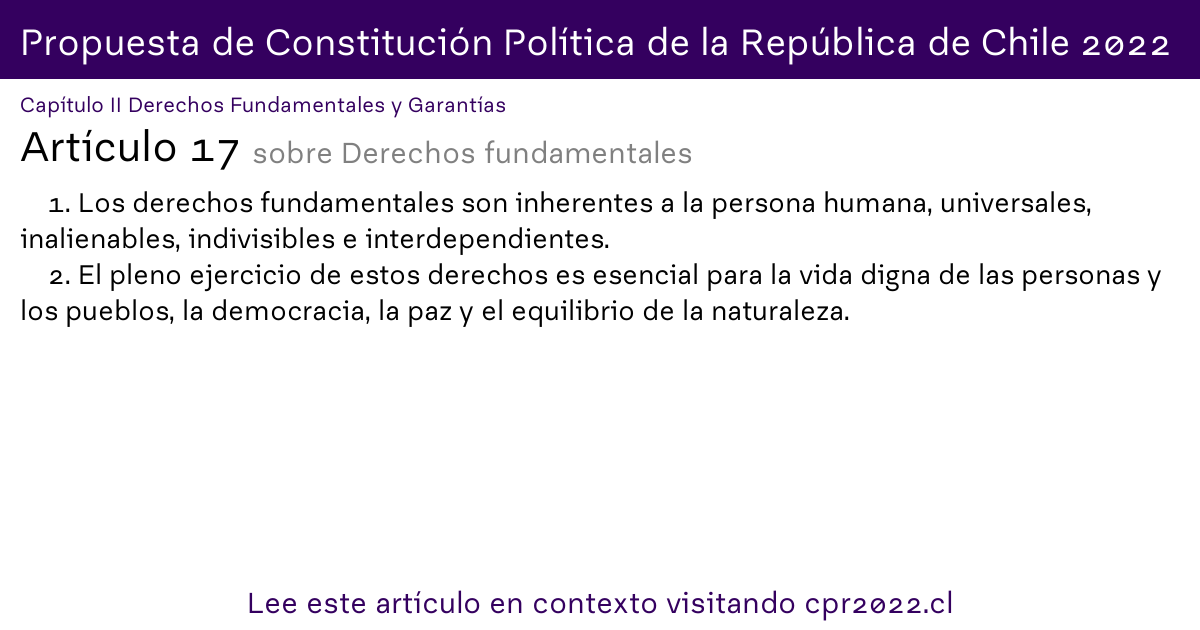 Propuesta de Constitución Política de la República de Chile 2022
Capítulo II Derechos Fundamentales y Garantías
Artículo 17 sobre Derechos fundamentales
1. Los derechos fundamentales son inherentes a la persona humana, universales,
inalienables, indivisibles e interdependientes.
2. El pleno ejercicio de estos derechos es esencial para la vida digna de las personas y
los pueblos, la democracia, la paz y el equilibrio de la naturaleza.
Lee este artículo en contexto visitando cpr2022.cl